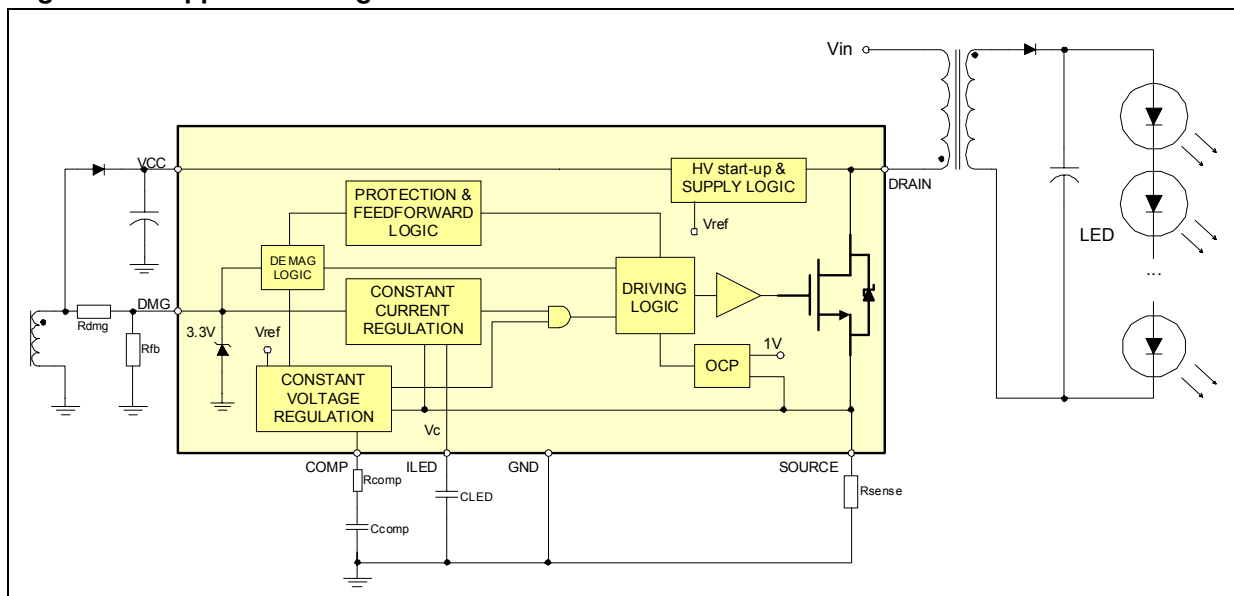 Vin
VCC
HV start-up &
SUPPLY LOGIC
DRAIN
PROTECTION &
FEEDFORWARD
LOGIC
Vref
LED
DEMAG
LOGIC
...
DMG
CONSTANT
CURRENT
REGULATION
DRIVING
LOGIC
Rdmg
3.3V
Vref
1V
Rfb
OCP
CONSTANT
VOLTAGE
REGULATION
Vc
COMP
ILED
GND
SOURCE
Rcomp
CLED
Rsense
Ccomp